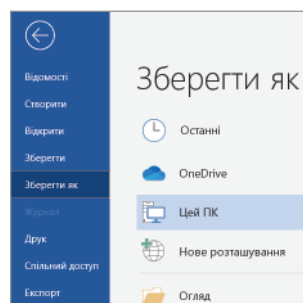 Відомості
Створити
Відкрити
Зберегти
Зберегти як
Журнал
Друк
Спільний доступ
Експорт
Зберегти як
Останні
OneDrive
Цей ПК
Нове розташування
Огляд